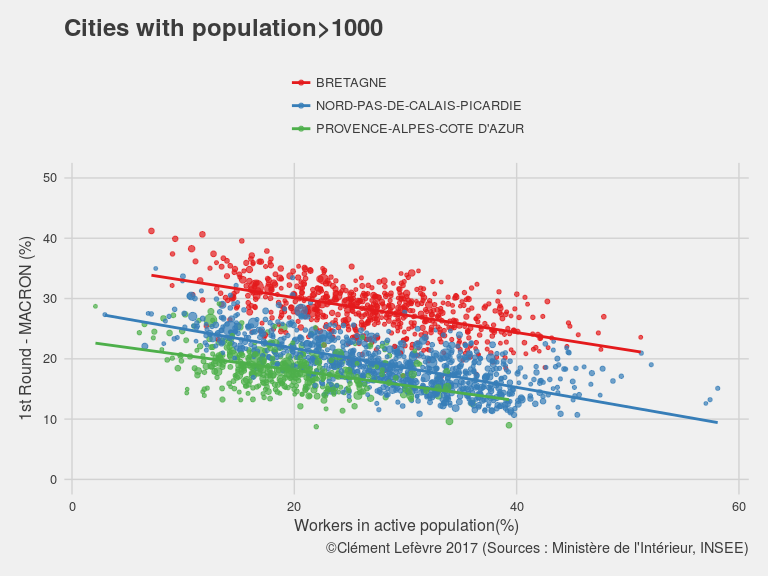 Cities with population>1000
BRETAGNE
NORD-PAS-DE-CALAIS-PICARDIE
PROVENCE-ALPES-COTE D'AZUR
1st Round - MACRON (%)
50
40
30
20
10
0
0 20 40 60
Workers in active population(%)
©Clément Lefèvre 2017 (Sources : Ministère de l'Intérieur, INSEE)